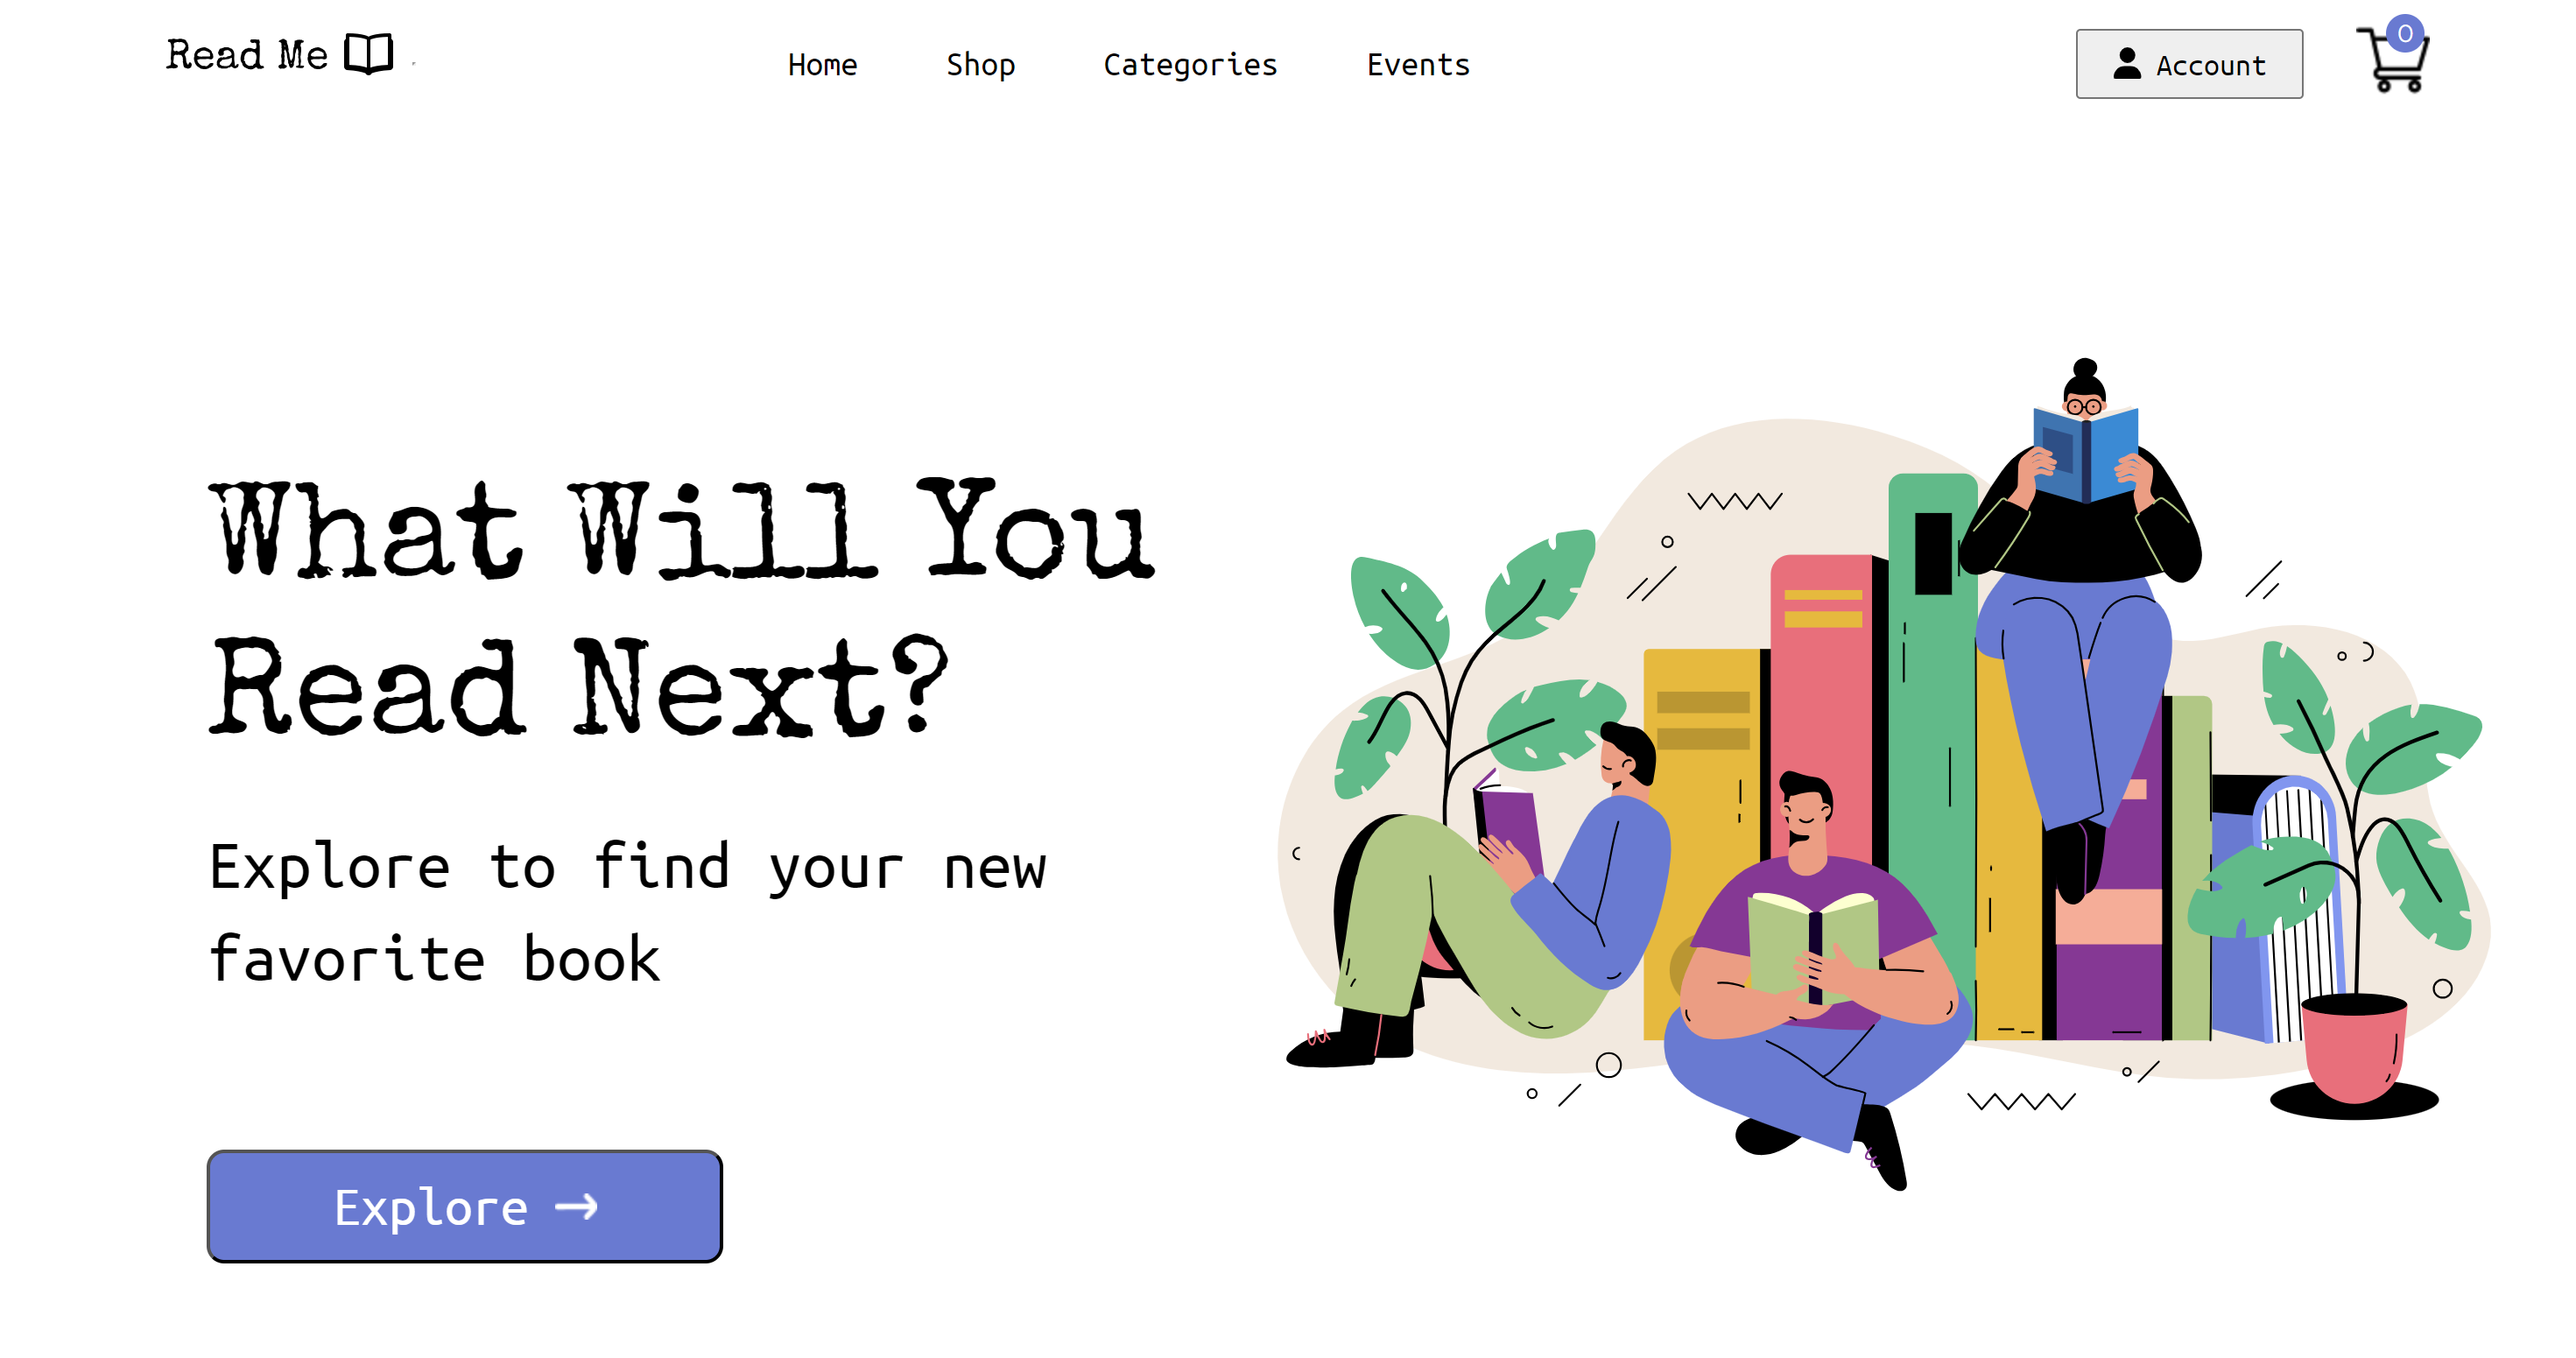 Read Me
Home Shop Categories Events
Account
0
What Will You
Read Next?
Explore to find your new
favorite book
Explore →